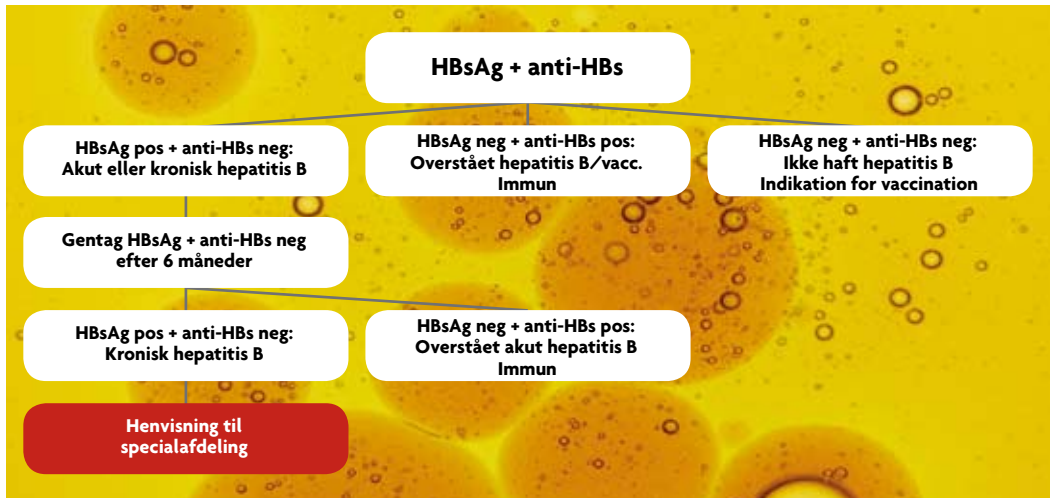 HBsAg + anti-HBs
HBsAg pos + anti-HBs neg:
Akut eller kronisk hepatitis B
HBsAg neg + anti-HBs pos:
Overstået hepatitis B/vacc.
Immun
HBsAg neg + anti-HBs neg:
Ikke haft hepatitis B
Indikation for vaccination
Gentag HBsAg + anti-HBs neg
efter 6 måneder
HBsAg pos + anti-HBs neg:
Kronisk hepatitis B
HBsAg neg + anti-HBs pos:
Overstået akut hepatitis B
Immun
Henvisning til
specialafdeling